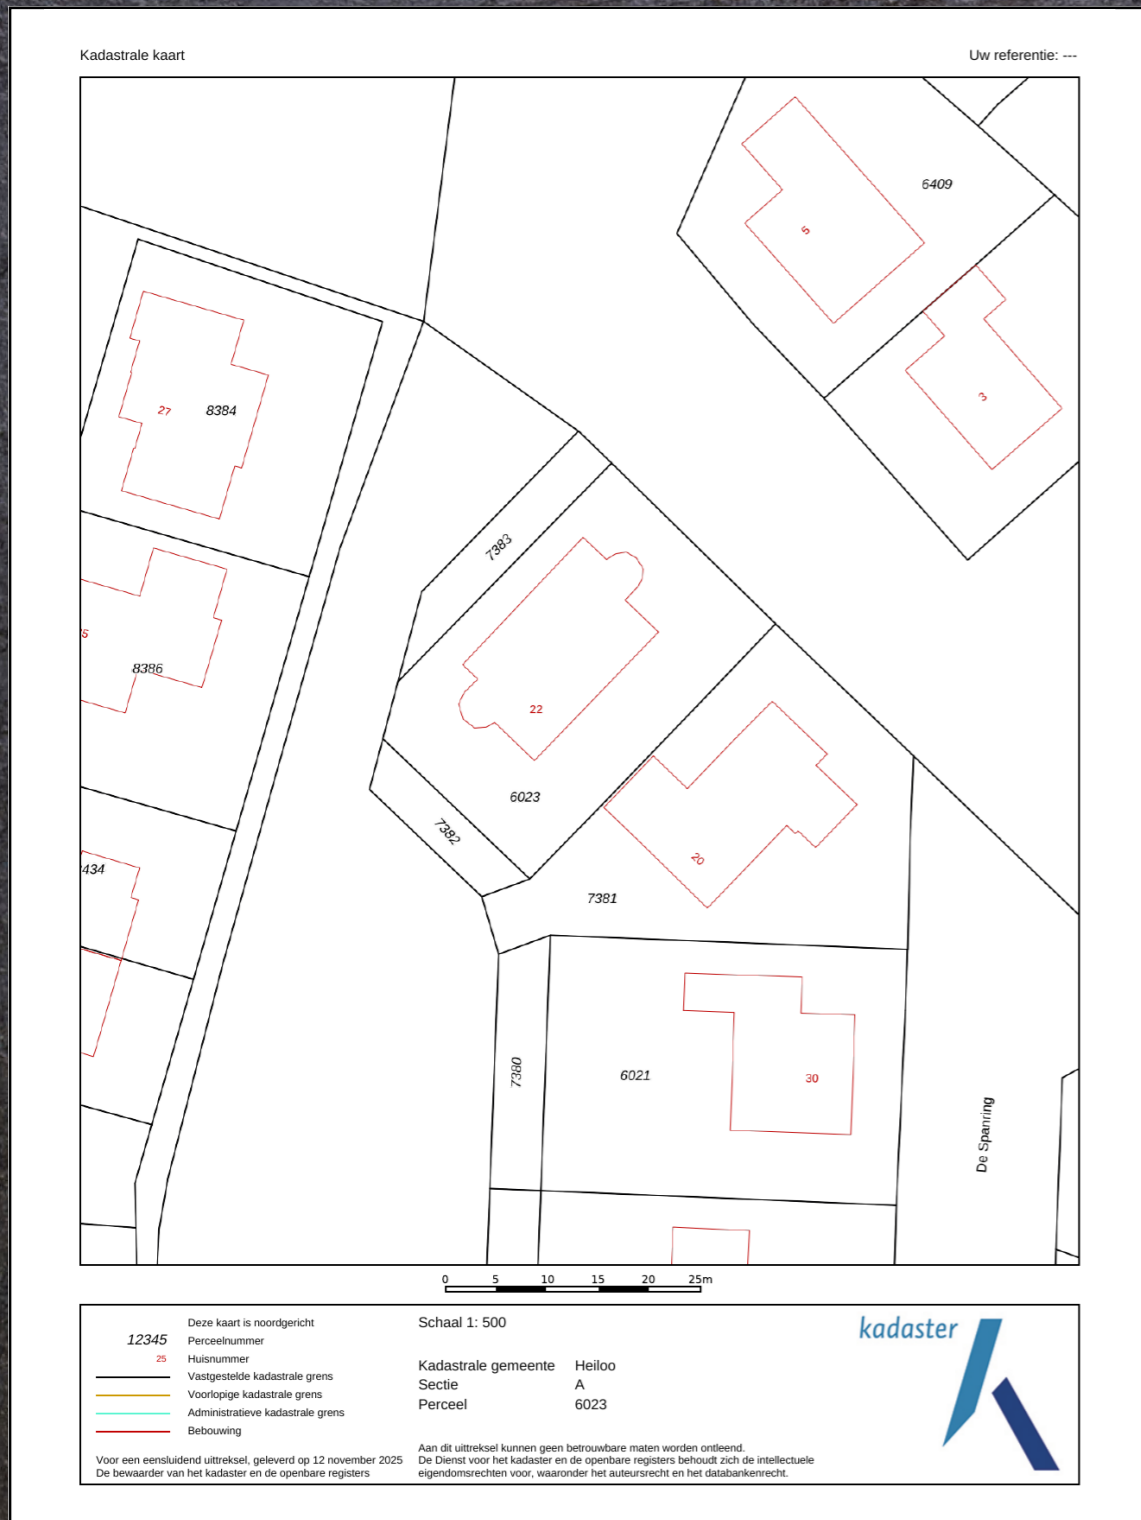 Kadastrale kaart
Uw referentie: ---
6409
5
3
27
8384
7383
5
8386
22
6023
7382
434
20
7381
7380
6021
30
De Spanring
0 5 10 15 20 25m
Deze kaart is noordgericht
12345 Perceelnummer
25 Huisnummer
Vastgestelde kadastrale grens
Voorlopige kadastrale grens
Administratieve kadastrale grens
Bebouwing
Voor een eensluidend uittreksel, geleverd op 12 november 2025
De bewaarder van het kadaster en de openbare registers
Schaal 1: 500
Kadastrale gemeente Heiloo
Sectie A
Perceel 6023
Aan dit uittreksel kunnen geen betrouwbare maten worden ontleend.
De Dienst voor het kadaster en de openbare registers behoudt zich de intellectuele
eigendomsrechten voor, waaronder het auteursrecht en het databankenrecht.
kadaster